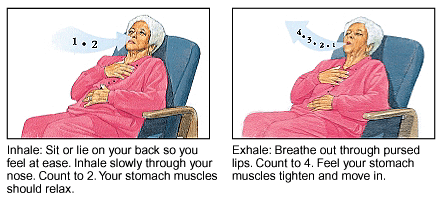 1 • 2
4 • 3 • 2 • 1
Inhale: Sit or lie on your back so you
feel at ease. Inhale slowly through your
nose. Count to 2. Your stomach muscles
should relax.
Exhale: Breathe out through pursed
lips. Count to 4. Feel your stomach
muscles tighten and move in.